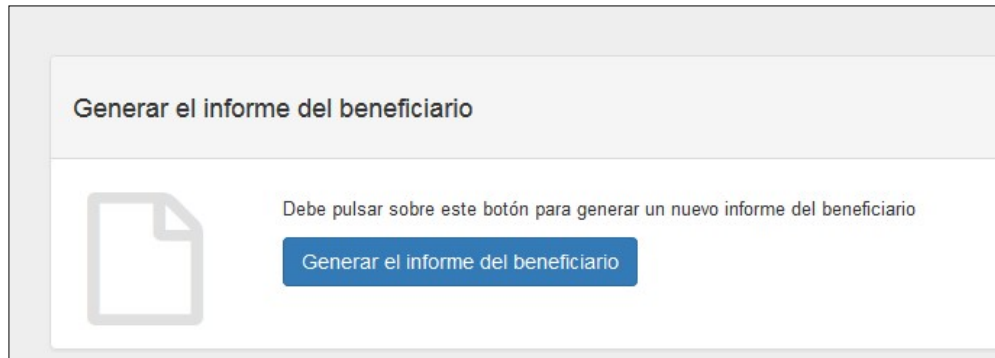 Generar el informe del beneficiario
Debe pulsar sobre este botón para generar un nuevo informe del beneficiario
Generar el informe del beneficiario